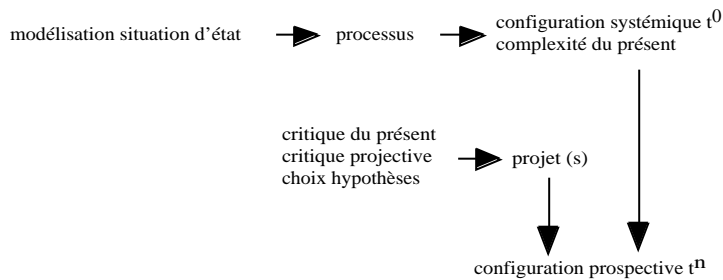 modélisation situation d'état
processus
configuration systémique t⁰
complexité du présent
critique du présent
critique projective
choix hypothèses
projet (s)
configuration prospective tⁿ